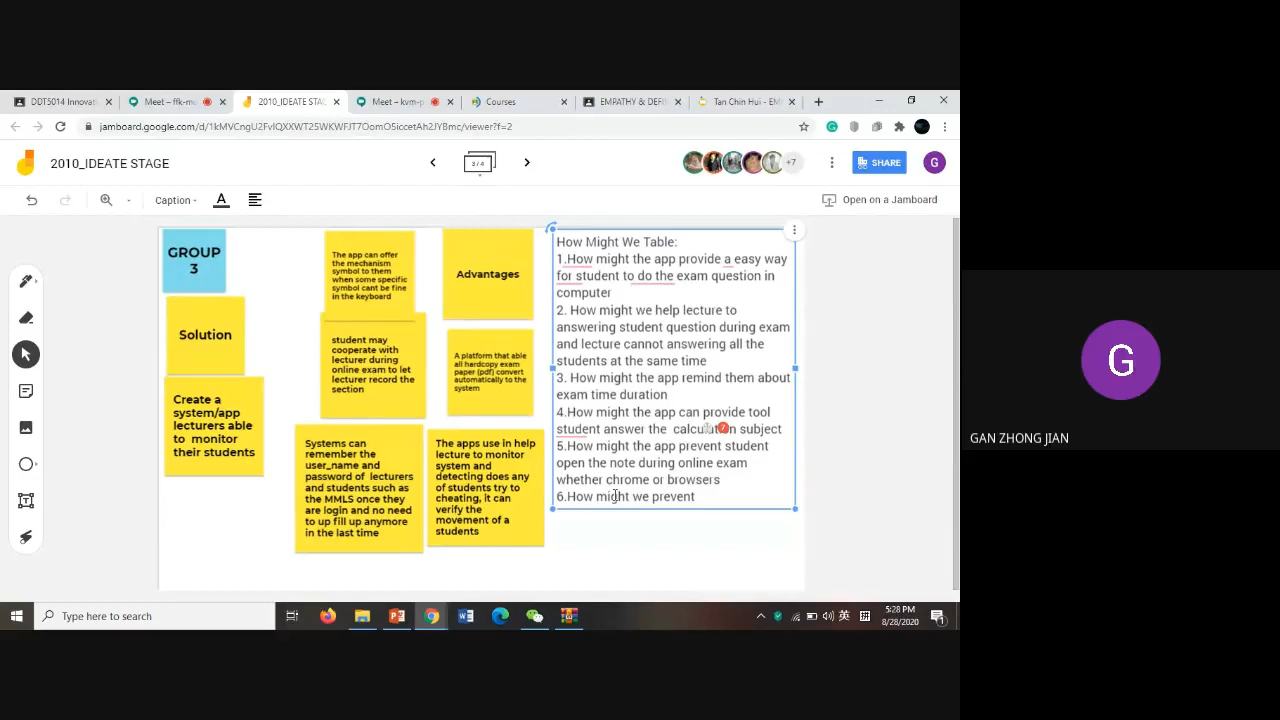 DDT5014 Innovat
Meet – ffk-m
2010_IDEATE STAG
Meet – kvm-p
Courses
EMPATHY & DEFI
Tan Chin Hui - EM
2010_IDEATE STAGE
3 / 4
+7
SHARE
G
Caption
Open on a Jamboard
GROUP
3
Solution
Create a
system/app
lecturers able
to monitor
their students
The app can offer
the mechanism
symbol to them
when some specific
symbol cant be fine
in the keyboard
student may
cooperate with
lecturer during
online exam to let
lecturer record the
section
Systems can
remember the
user_name and
password of lecturers
and students such as
the MMLS once they
are login and no need
to up fill up anymore
in the last time
Advantages
A platform that able
all hardcopy exam
paper (pdf) convert
automatically to the
system
The apps use in help
lecture to monitor
system and
detecting does any
of students try to
cheating, it can
verify the
movement of a
students
How Might We Table:
1.How might the app provide a easy way
for student to do the exam question in
computer
2. How might we help lecture to
answering student question during exam
and lecture cannot answering all the
students at the same time
3. How might the app remind them about
exam time duration
4.How might the app can provide tool
student answer the calculation subject
5.How might the app prevent student
open the note during online exam
whether chrome or browsers
6.How might we prevent
G
GAN ZHONG JIAN
Type here to search
英
5:28 PM
8/28/2020